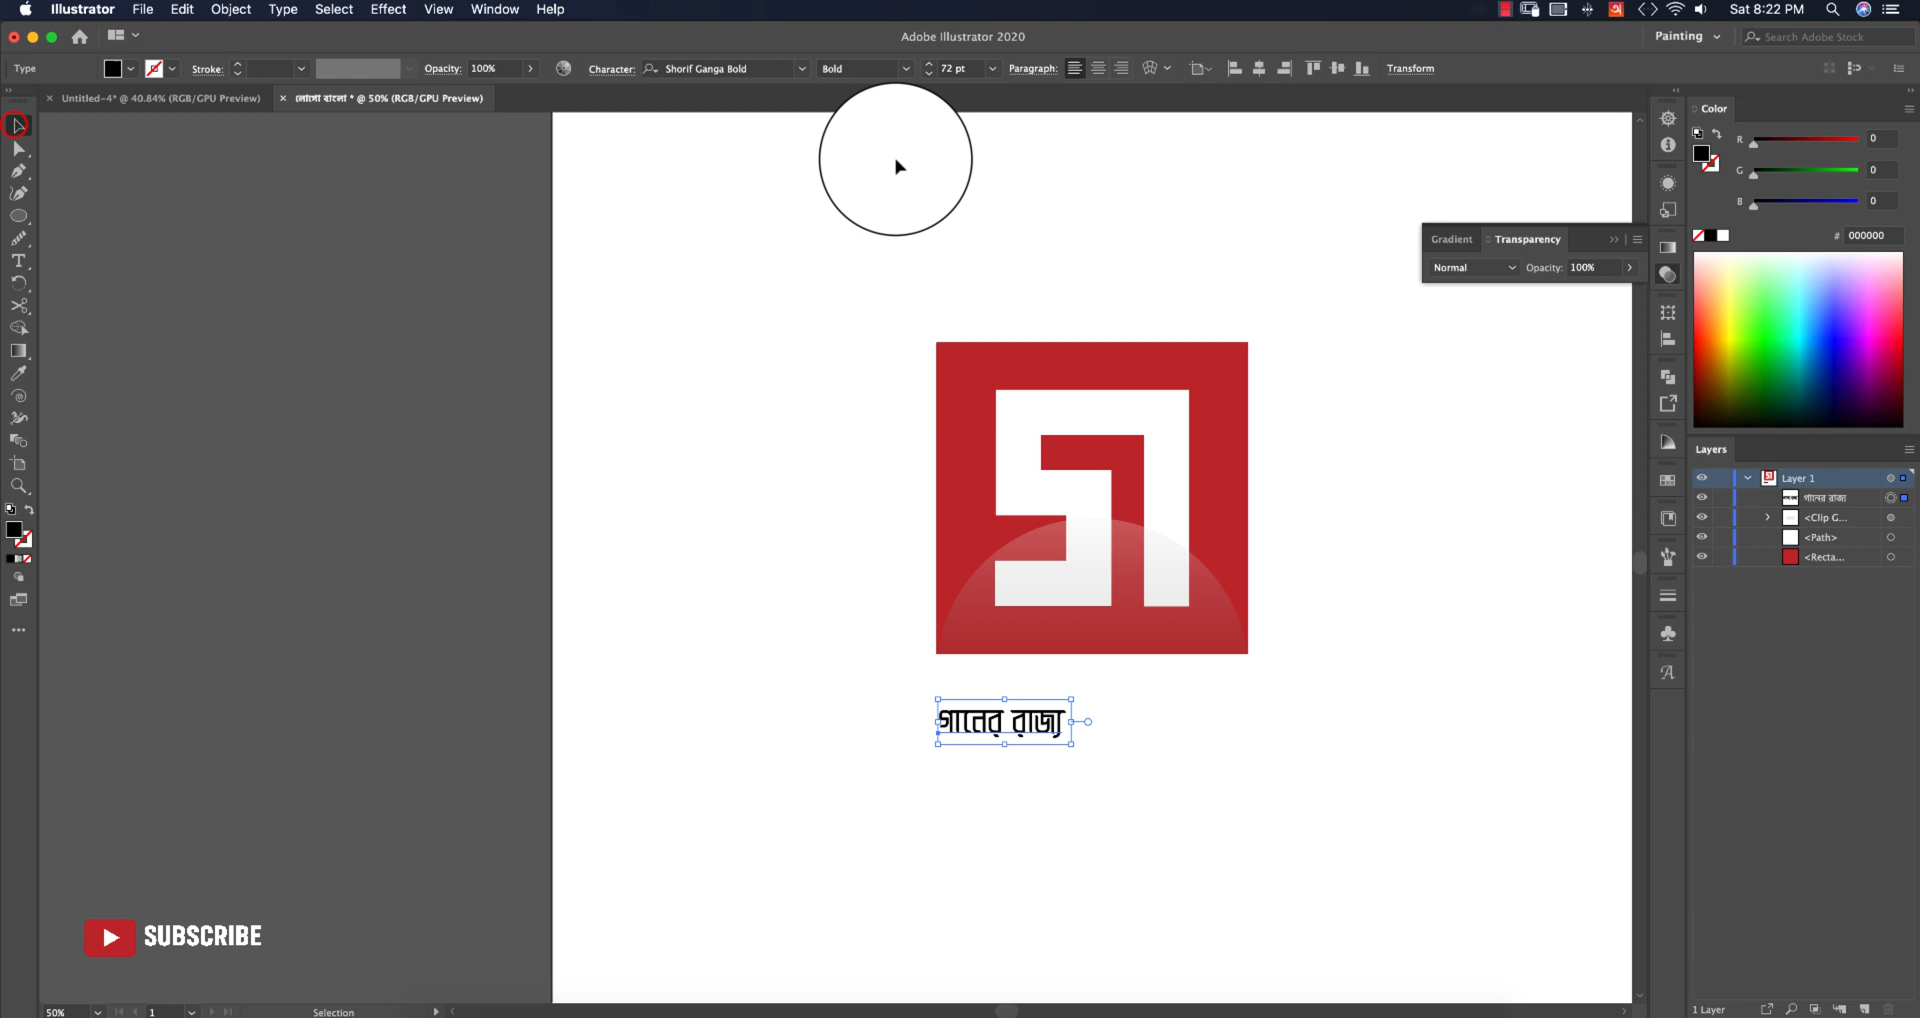 Illustrator File Edit Object Type Select Effect View Window Help
Sat 8:22 PM
Adobe Illustrator 2020
Painting
Search Adobe Stock
Type
Stroke:
Opacity: 100%
Character: Shorif Ganga Bold
Bold
72 pt
Paragraph:
Transform
Untitled-4* @ 40.84% (RGB/GPU Preview)
লোগো বাংলা * @ 50% (RGB/GPU Preview)
Color
R 0
G 0
B 0
# 000000
Gradient
Transparency
Normal
Opacity: 100%
Layers
Layer 1
গানের রাজ্য
<Clip G...
<Path>
<Recta...
গানের রাজ্য
SUBSCRIBE
50%
1
Selection
1 Layer